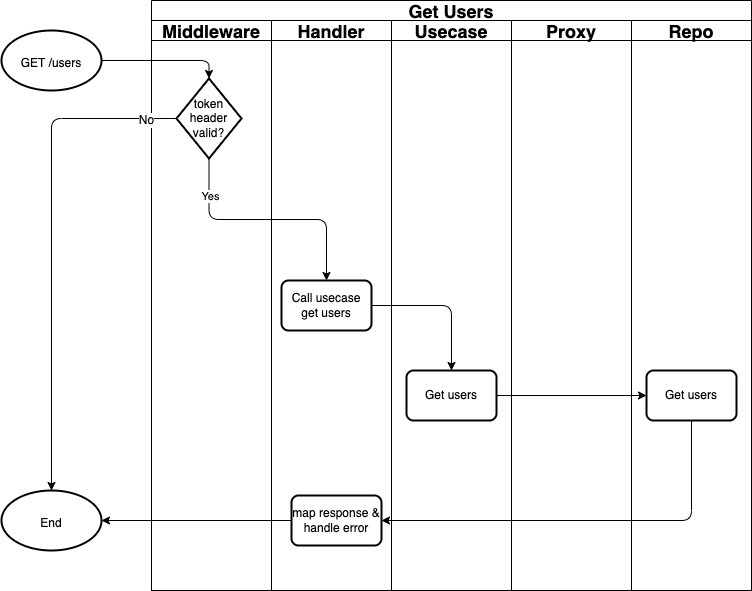 Get Users
Middleware
Handler
Usecase
Proxy
Repo
GET /users
token
header
valid?
No
Yes
Call usecase
get users
Get users
Get users
map response &
handle error
End